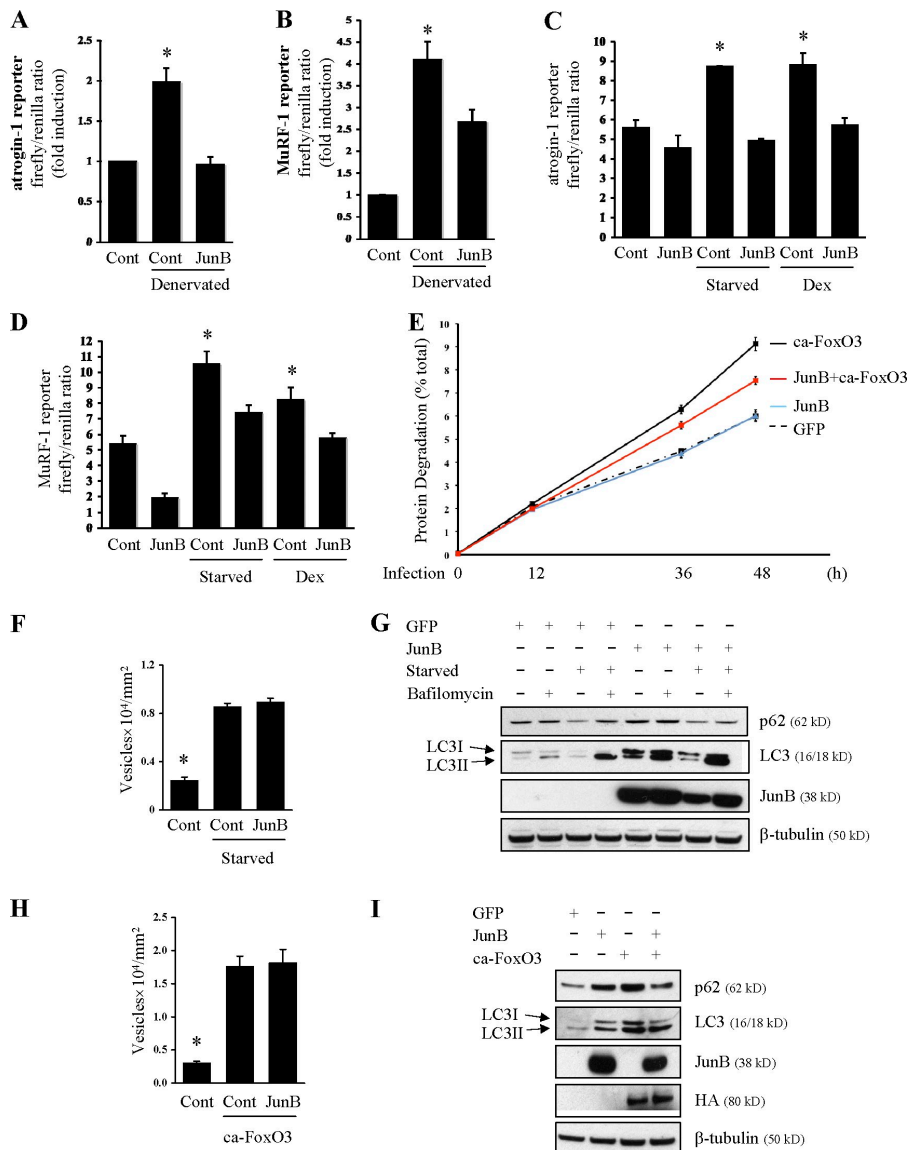 A
atrogin-1 reporter
firefly/renilla ratio
(fold induction)
2.5
2
1.5
1
0.5
0
*
Cont Cont JunB
Denervated
B
MuRF-1 reporter
firefly/renilla ratio
(fold induction)
5
4.5
4
3.5
3
2.5
2
1.5
1
0.5
0
*
Cont Cont JunB
Denervated
C
atrogin-1 reporter
firefly/renilla ratio
10
9
8
7
6
5
4
3
2
1
0
* *
Cont JunB Cont JunB Cont JunB
Starved Dex
D
MuRF-1 reporter
firefly/renilla ratio
12
11
10
9
8
7
6
5
4
3
2
1
0
* *
Cont JunB Cont JunB Cont JunB
Starved Dex
E
Protein Degradation (% total)
10
9
8
7
6
5
4
3
2
1
0
ca-FoxO3
JunB+ca-FoxO3
JunB
GFP
Infection 0 12 36 48 (h)
F
Vesicles×10⁴/mm²
1.2
0.8
0.4
0
*
Cont Cont JunB
Starved
G
GFP + + + + − − − −
JunB − − − − + + + +
Starved − − + + − − + +
Bafilomycin − + − + − + − +
p62 (62 kD)
LC3I
LC3II
LC3 (16/18 kD)
JunB (38 kD)
β-tubulin (50 kD)
H
Vesicles×10⁴/mm²
2.5
2.0
1.5
1.0
0.5
0.0
*
Cont Cont JunB
ca-FoxO3
I
GFP + − − −
JunB − + − +
ca-FoxO3 − − + +
p62 (62 kD)
LC3I
LC3II
LC3 (16/18 kD)
JunB (38 kD)
HA (80 kD)
β-tubulin (50 kD)